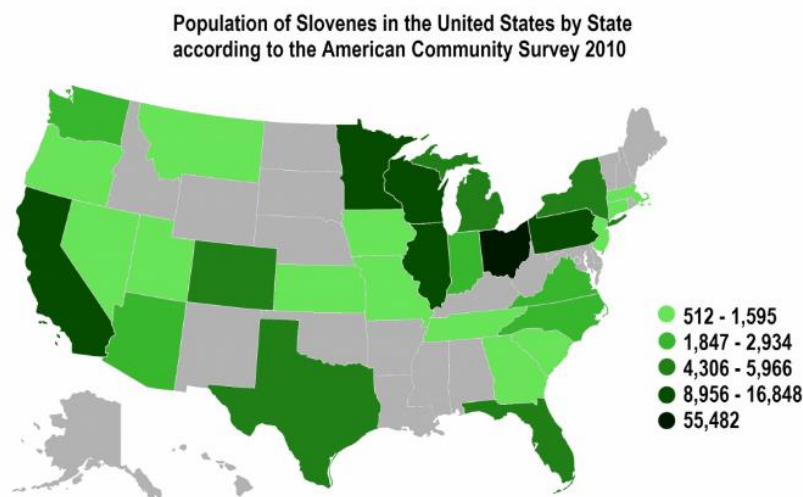 Population of Slovenes in the United States by State
according to the American Community Survey 2010
512 - 1,595
1,847 - 2,934
4,306 - 5,966
8,956 - 16,848
55,482